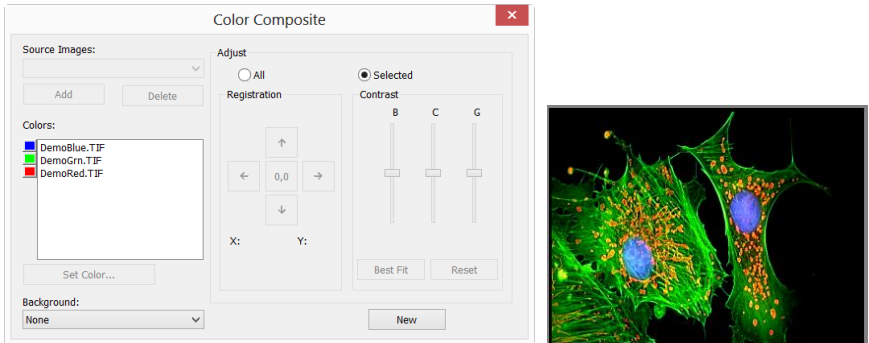 Color Composite
Source Images:
Add
Delete
Colors:
DemoBlue.TIF
DemoGrn.TIF
DemoRed.TIF
Set Color...
Background:
None
Adjust
All
Selected
Registration
0,0
X:
Y:
Contrast
B
C
G
Best Fit
Reset
New